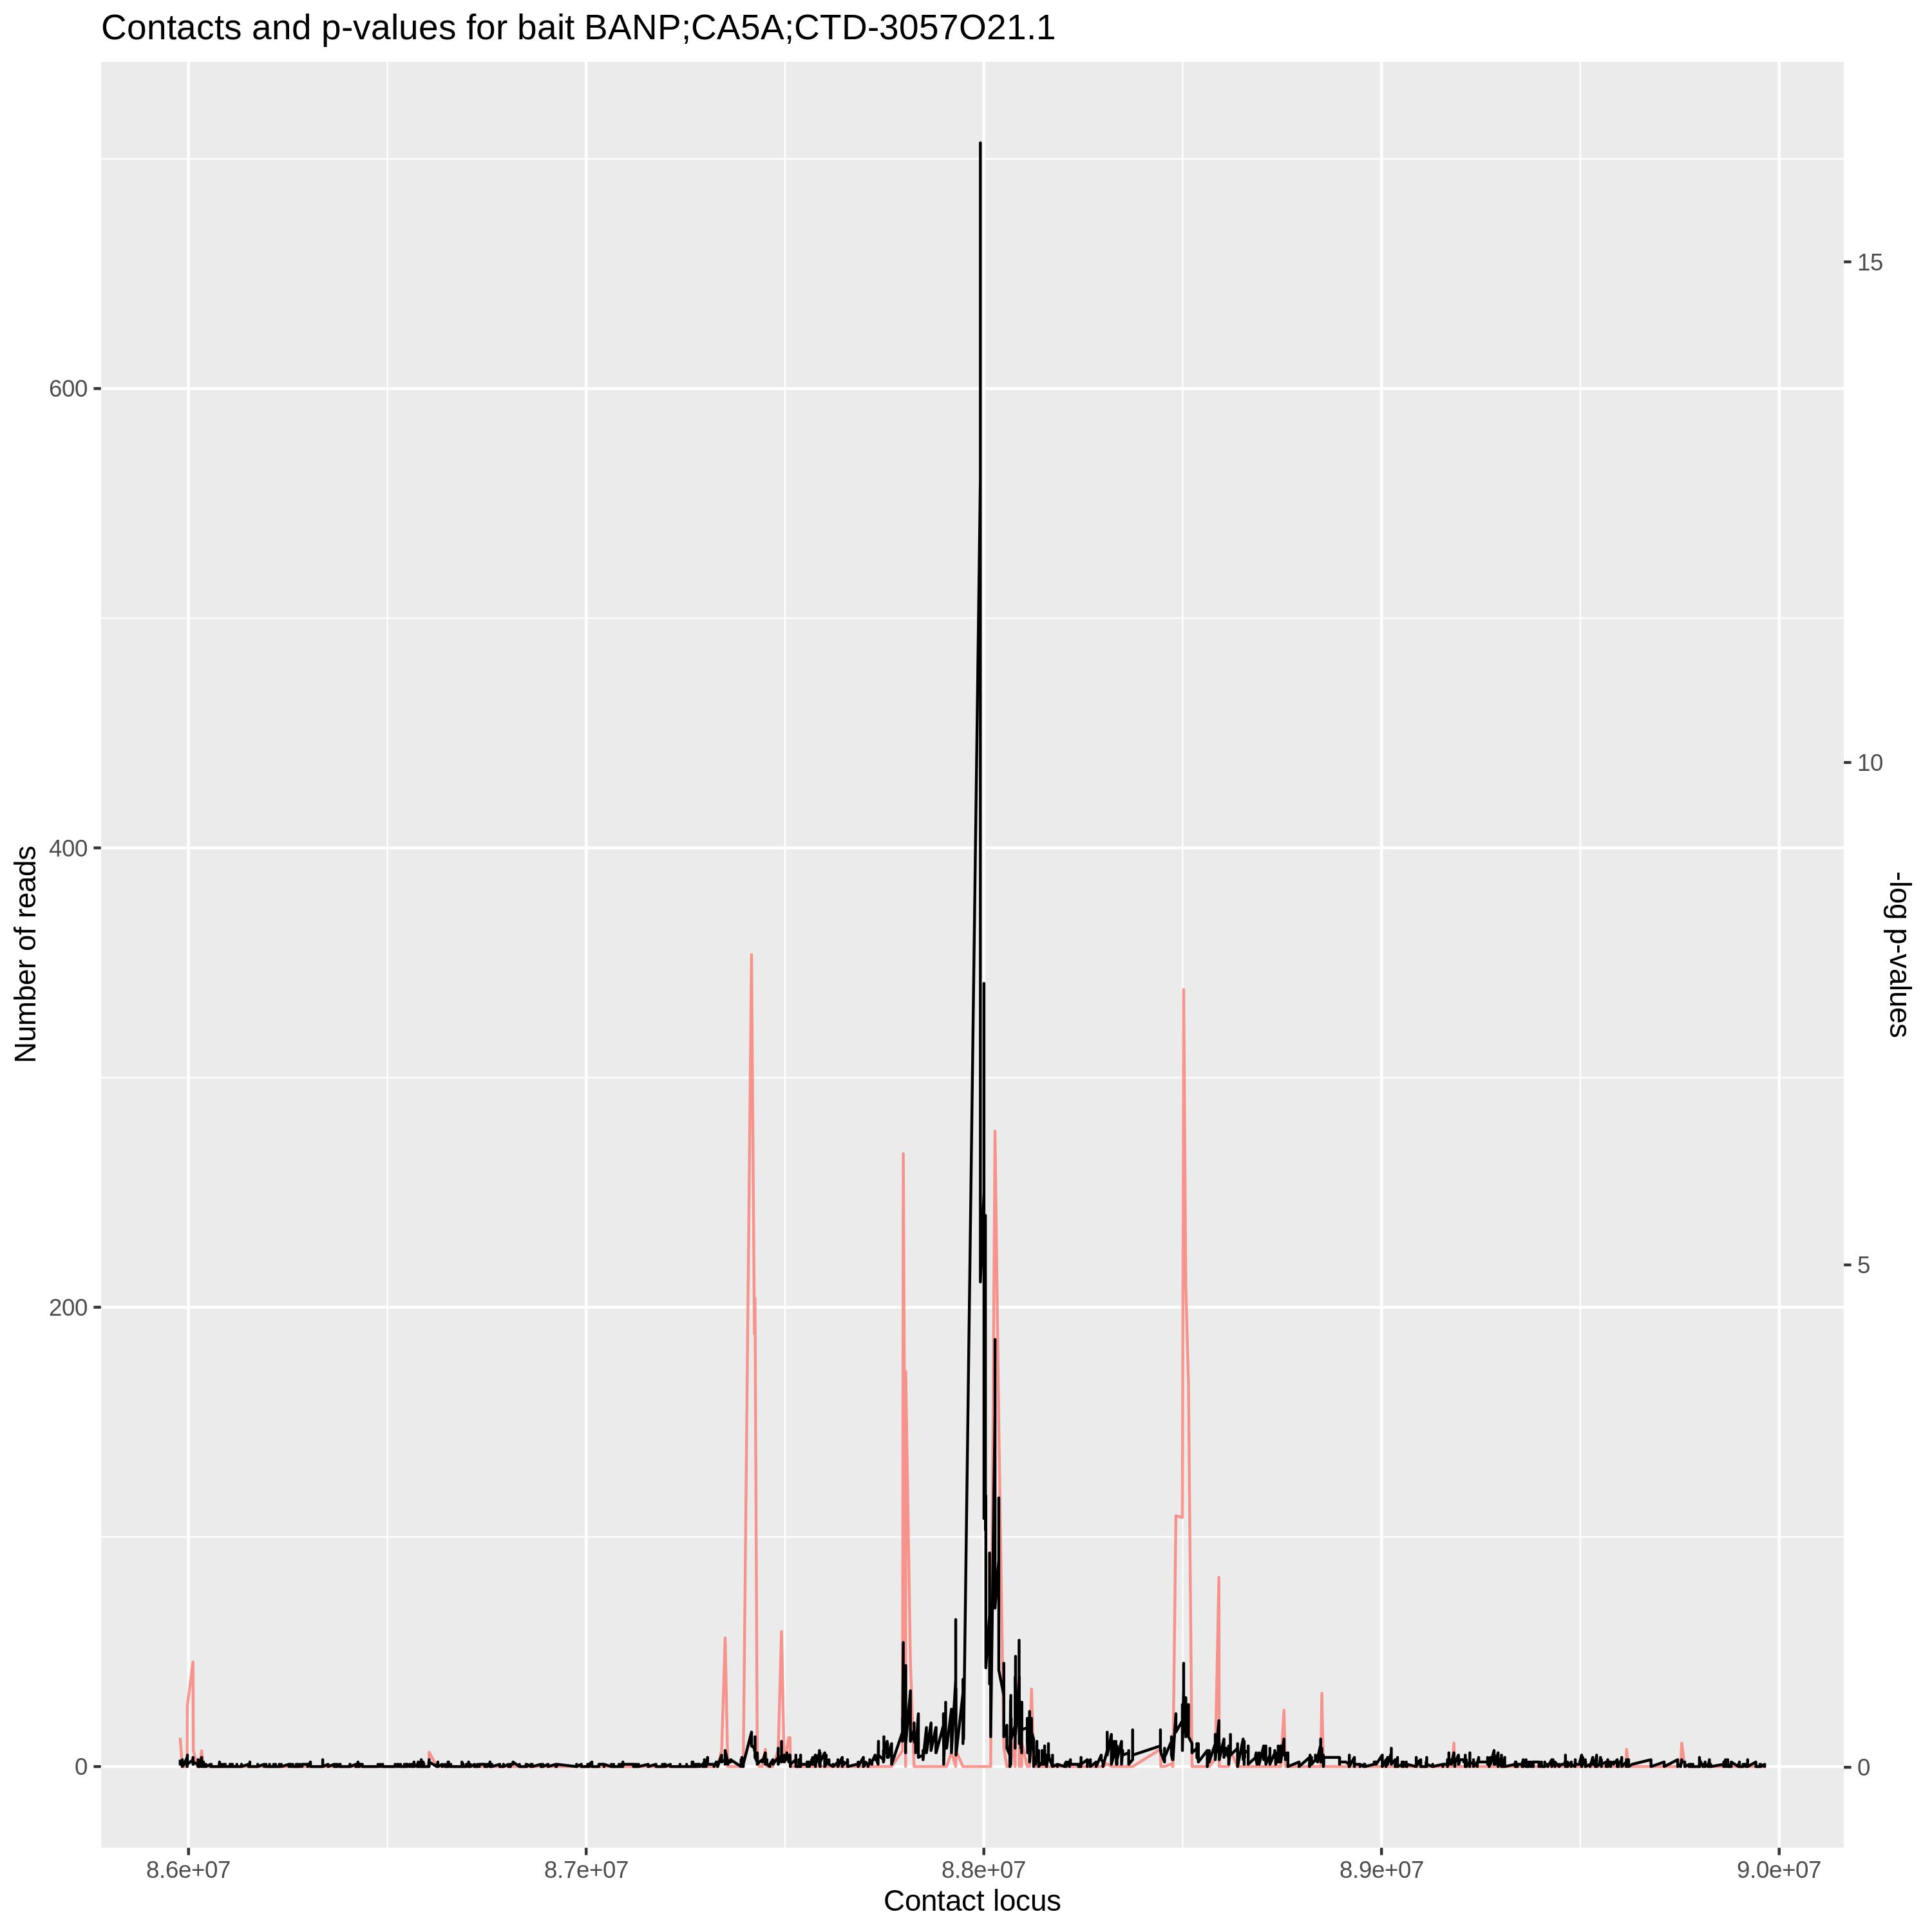 Contacts and p-values for bait BANP;CA5A;CTD-3057O21.1
Number of reads
600
400
200
0
15
10
5
0
-log p-values
8.6e+07
8.7e+07
8.8e+07
8.9e+07
9.0e+07
Contact locus